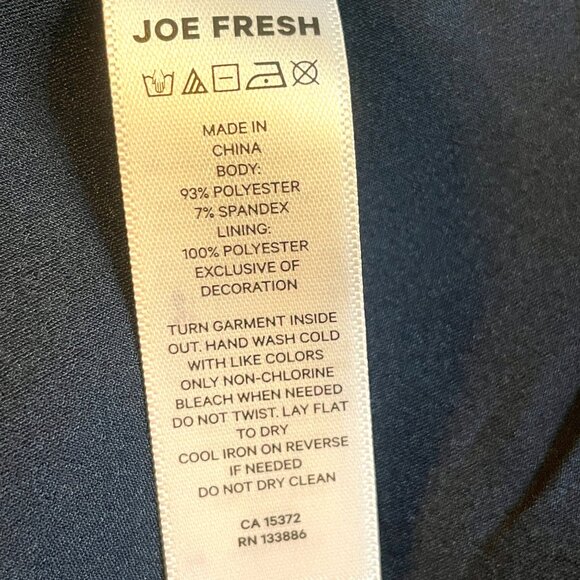 JOE FRESH
MADE IN
CHINA
BODY:
93% POLYESTER
7% SPANDEX
LINING:
100% POLYESTER
EXCLUSIVE OF
DECORATION
TURN GARMENT INSIDE
OUT. HAND WASH COLD
WITH LIKE COLORS
ONLY NON-CHLORINE
BLEACH WHEN NEEDED
DO NOT TWIST. LAY FLAT
TO DRY
COOL IRON ON REVERSE
IF NEEDED
DO NOT DRY CLEAN
CA 15372
RN 133886